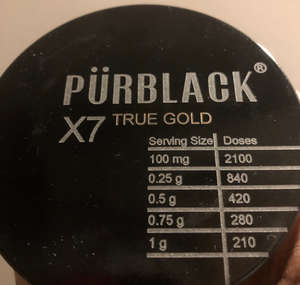 PÜRBLACK®
X7 TRUE GOLD
Serving Size Doses
100 mg 2100
0.25 g 840
0.5 g 420
0.75 g 280
1 g 210